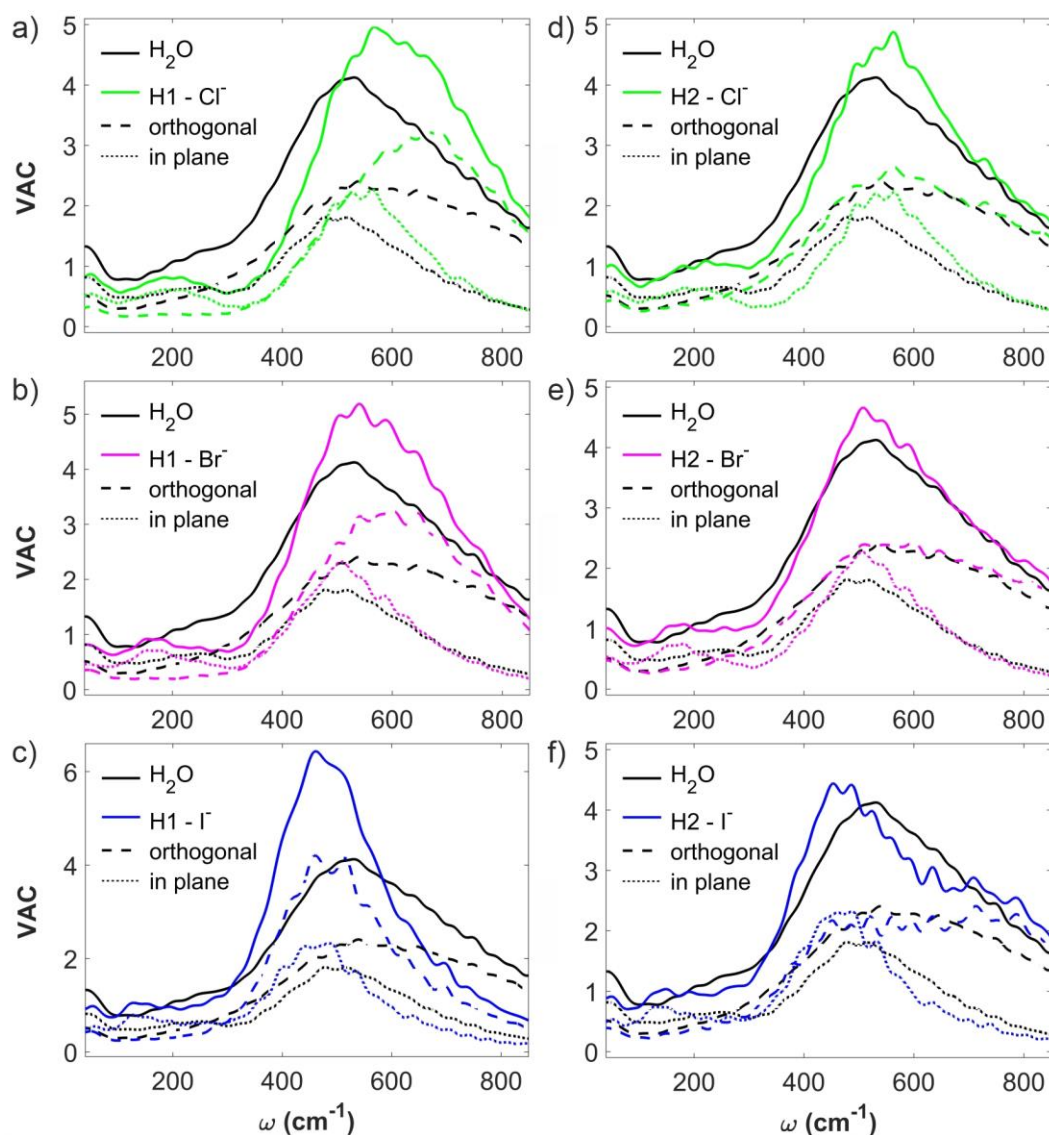 a)
VAC
5
4
3
2
1
0
H₂O
H1 - Cl⁻
orthogonal
in plane
200 400 600 800
d)
5
4
3
2
1
0
H₂O
H2 - Cl⁻
orthogonal
in plane
200 400 600 800
b)
VAC
5
4
3
2
1
0
H₂O
H1 - Br⁻
orthogonal
in plane
200 400 600 800
e)
5
4
3
2
1
0
H₂O
H2 - Br⁻
orthogonal
in plane
200 400 600 800
c)
VAC
6
4
2
0
H₂O
H1 - I⁻
orthogonal
in plane
200 400 600 800
ω (cm⁻¹)
f)
5
4
3
2
1
0
H₂O
H2 - I⁻
orthogonal
in plane
200 400 600 800
ω (cm⁻¹)